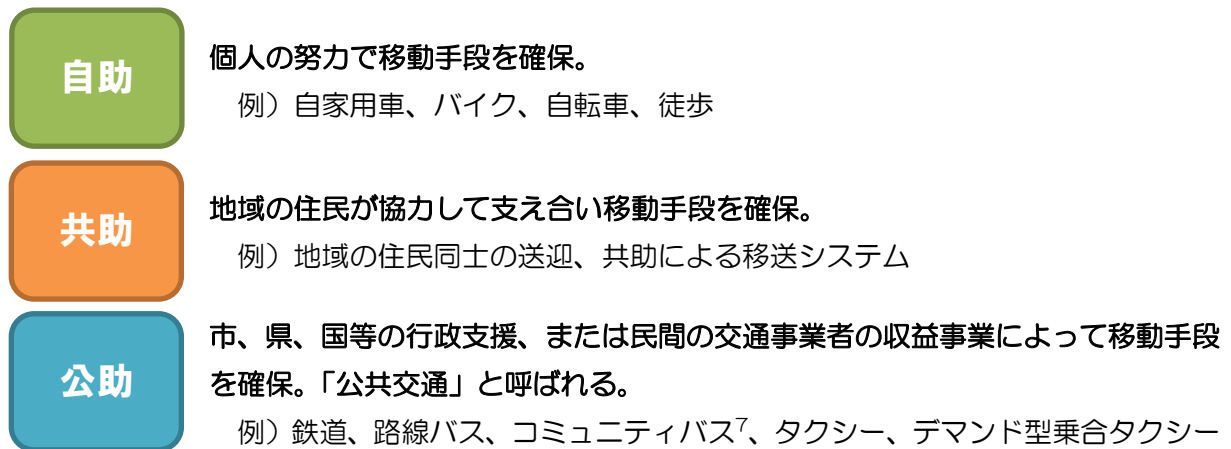 自助
個人の努力で移動手段を確保。
例）自家用車、バイク、自転車、徒歩
共助
地域の住民が協力して支え合い移動手段を確保。
例）地域の住民同士の送迎、共助による移送システム
公助
市、県、国等の行政支援、または民間の交通事業者の収益事業によって移動手段
を確保。「公共交通」と呼ばれる。
例）鉄道、路線バス、コミュニティバス⁷、タクシー、デマンド型乗合タクシー